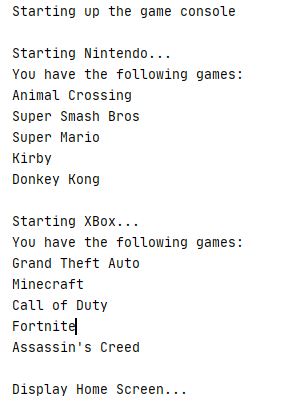 Starting up the game console
Starting Nintendo...
You have the following games:
Animal Crossing
Super Smash Bros
Super Mario
Kirby
Donkey Kong
Starting XBox...
You have the following games:
Grand Theft Auto
Minecraft
Call of Duty
Fortnite
Assassin's Creed
Display Home Screen...